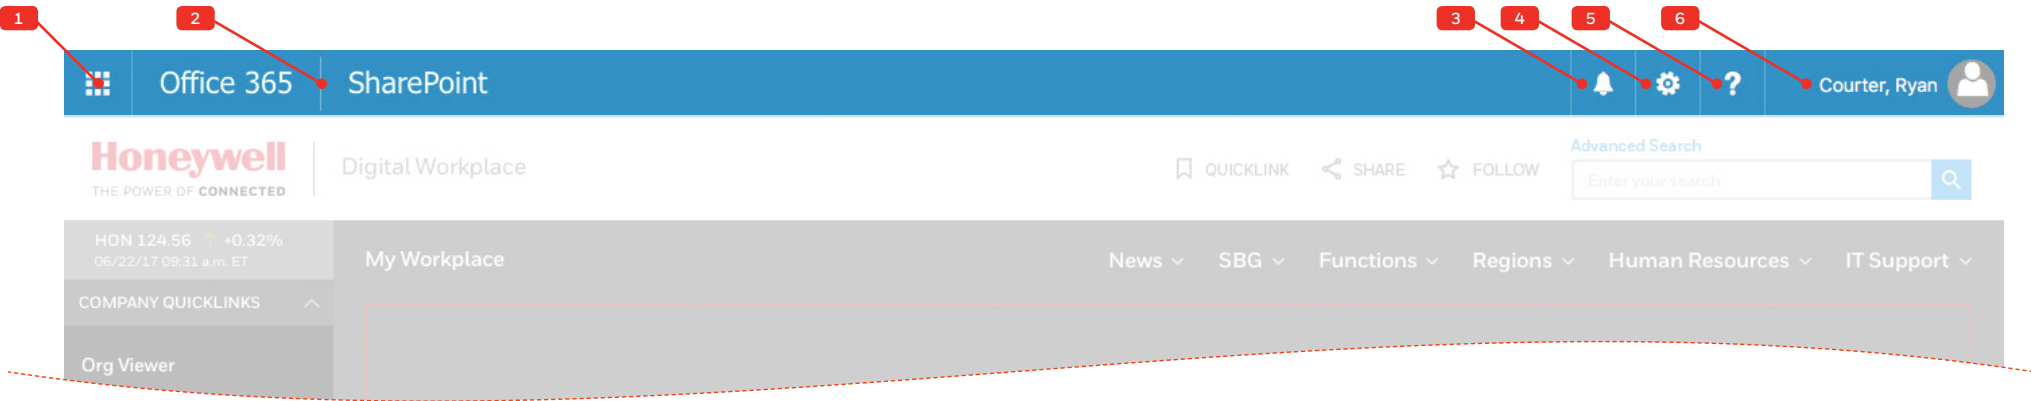 1 2 3 4 5 6
Office 365 SharePoint ? Courter, Ryan
Honeywell
THE POWER OF CONNECTED
Digital Workplace
QUICKLINK SHARE FOLLOW
Advanced Search
Enter your search
HON 124.56 ↑ +0.32%
06/22/17 09:31 a.m. ET
My Workplace News SBG Functions Regions Human Resources IT Support
COMPANY QUICKLINKS
Org Viewer